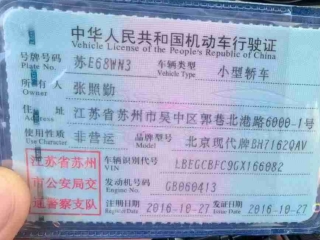 中华人民共和国机动车行驶证
Vehicle License of the People's Republic of China
号牌号码 苏E68WN3 车辆类型 小型轿车
Plate No. Vehicle Type
所有人 张照勤
Owner
住址 江苏省苏州市吴中区郭巷北港路6000-1号
Address
使用性质 非营运 品牌型号 北京现代牌BH7162QAV
Use Character Model
江苏省苏州 车辆识别代号 LBEGCBFC9GX166082
VIN
市公安局交 发动机号码 GB060413
Engine No.
通警察支队 注册日期 2016-10-27 发证日期 2016-10-27
Register Date Issue Date